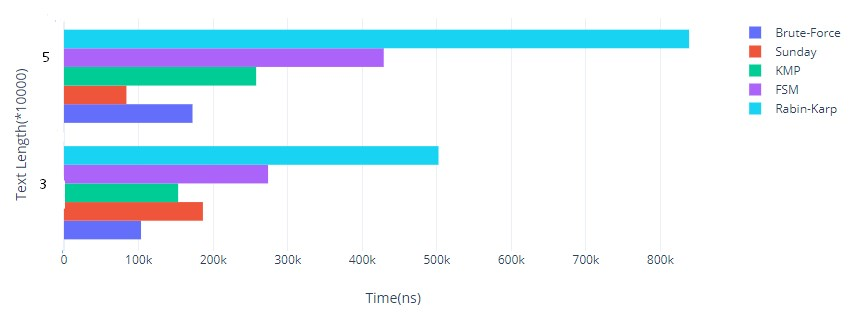 5
3
Text Length(*10000)
0 100k 200k 300k 400k 500k 600k 700k 800k
Time(ns)
Brute-Force
Sunday
KMP
FSM
Rabin-Karp